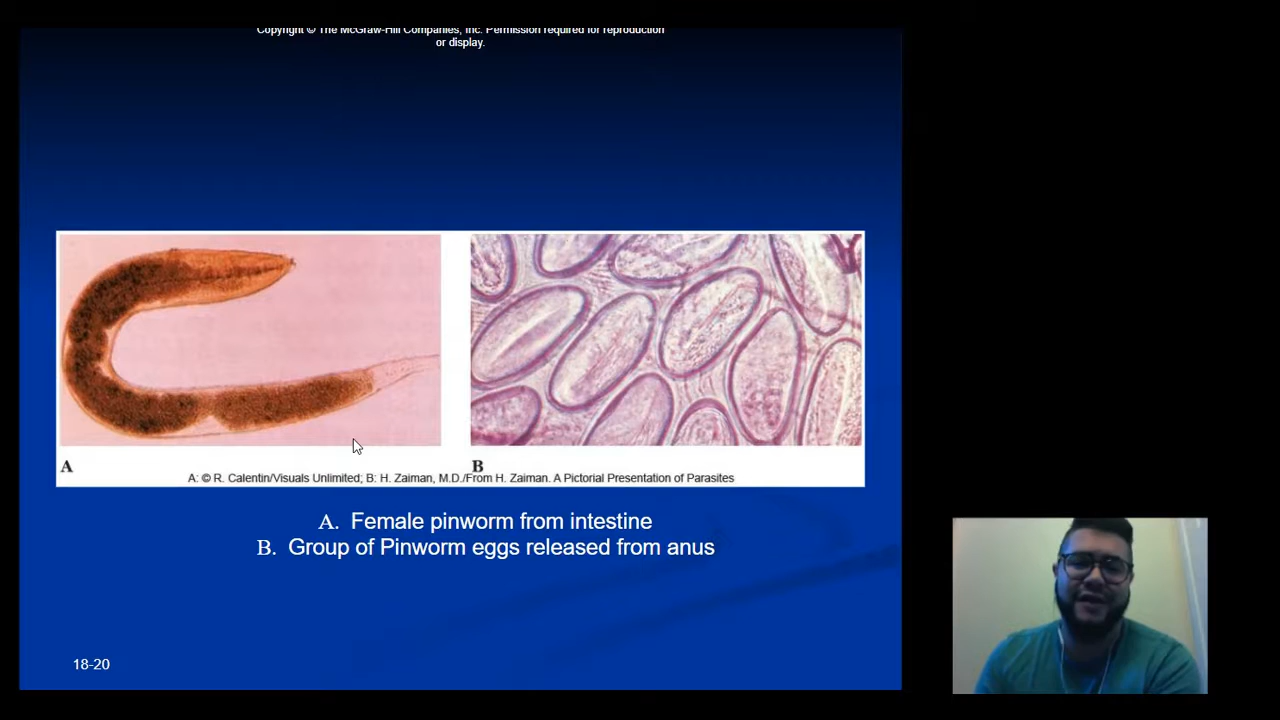 Copyright © The McGraw-Hill Companies, Inc. Permission required for reproduction
or display.
A
B
A: © R. Calentin/Visuals Unlimited; B: H. Zaiman, M.D./From H. Zaiman. A Pictorial Presentation of Parasites
A. Female pinworm from intestine
B. Group of Pinworm eggs released from anus
18-20